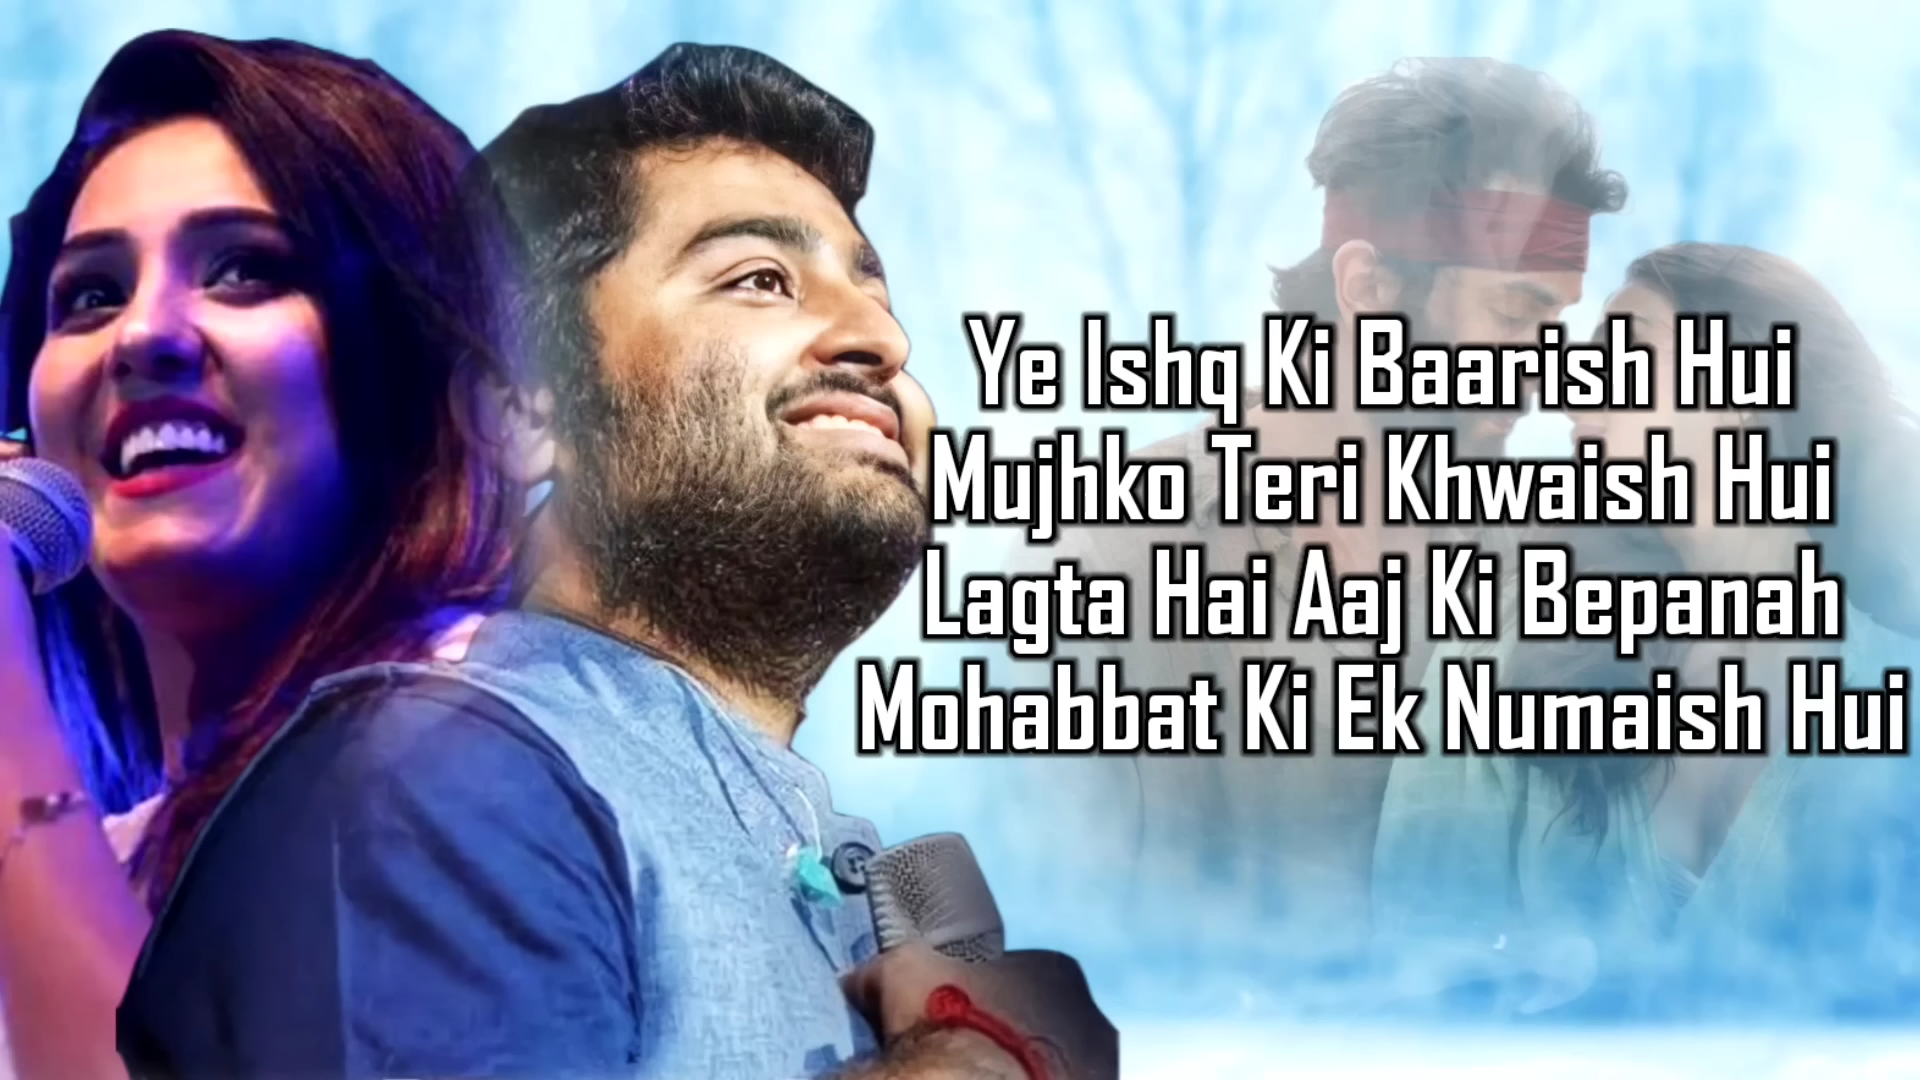 Ye Ishq Ki Baarish Hui
Mujhko Teri Khwaish Hui
Lagta Hai Aaj Ki Bepanah
Mohabbat Ki Ek Numaish Hui